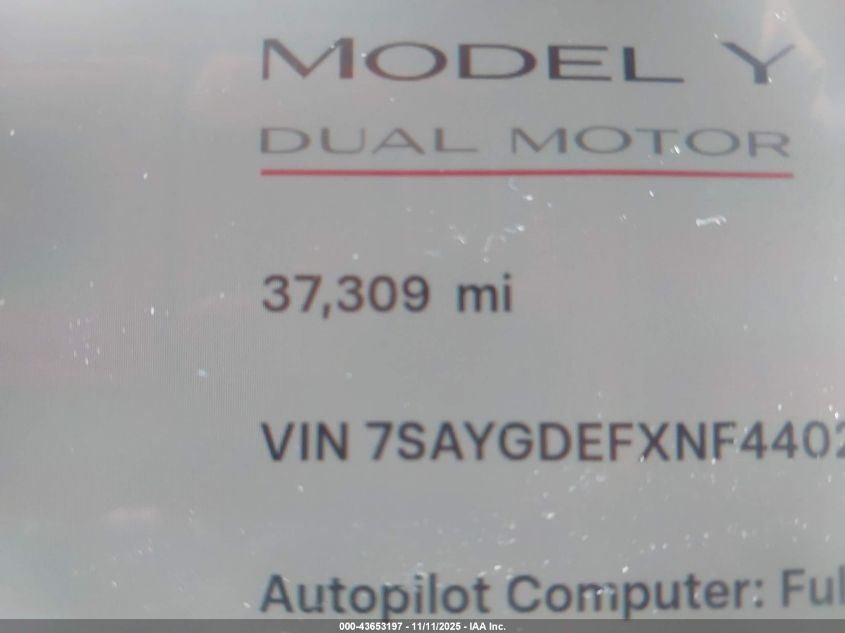 MODEL Y
DUAL MOTOR
37,309 mi
VIN 7SAYGDEFXNF4402
Autopilot Computer: Ful
000-43653197 - 11/11/2025 - IAA Inc.